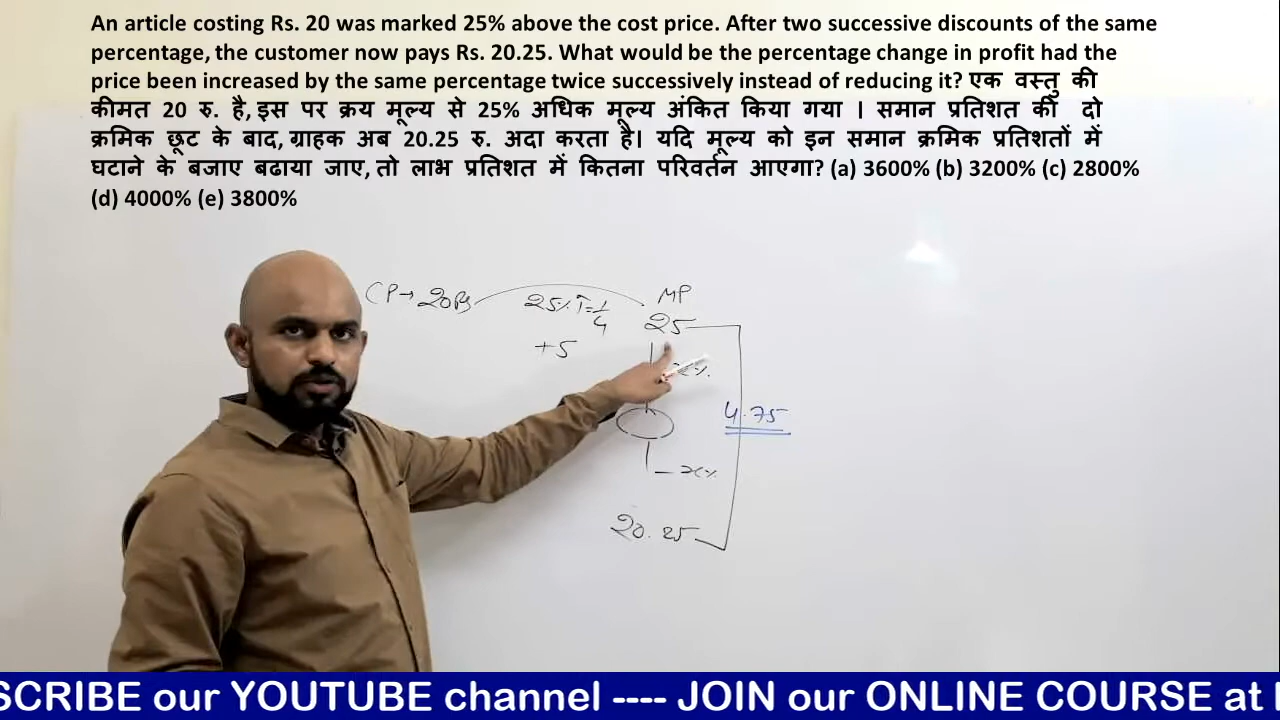 An article costing Rs. 20 was marked 25% above the cost price. After two successive discounts of the same
percentage, the customer now pays Rs. 20.25. What would be the percentage change in profit had the
price been increased by the same percentage twice successively instead of reducing it? एक वस्तु की
कीमत 20 रु. है, इस पर क्रय मूल्य से 25% अधिक मूल्य अंकित किया गया । समान प्रतिशत की दो
क्रमिक छूट के बाद, ग्राहक अब 20.25 रु. अदा करता है। यदि मूल्य को इन समान क्रमिक प्रतिशतों में
घटाने के बजाए बढाया जाए, तो लाभ प्रतिशत में कितना परिवर्तन आएगा? (a) 3600% (b) 3200% (c) 2800%
(d) 4000% (e) 3800%
CP→ 20Rs 25%↑=1/4 MP
25
+5
x%
4.75
x%
20.25
SCRIBE our YOUTUBE channel ---- JOIN our ONLINE COURSE at